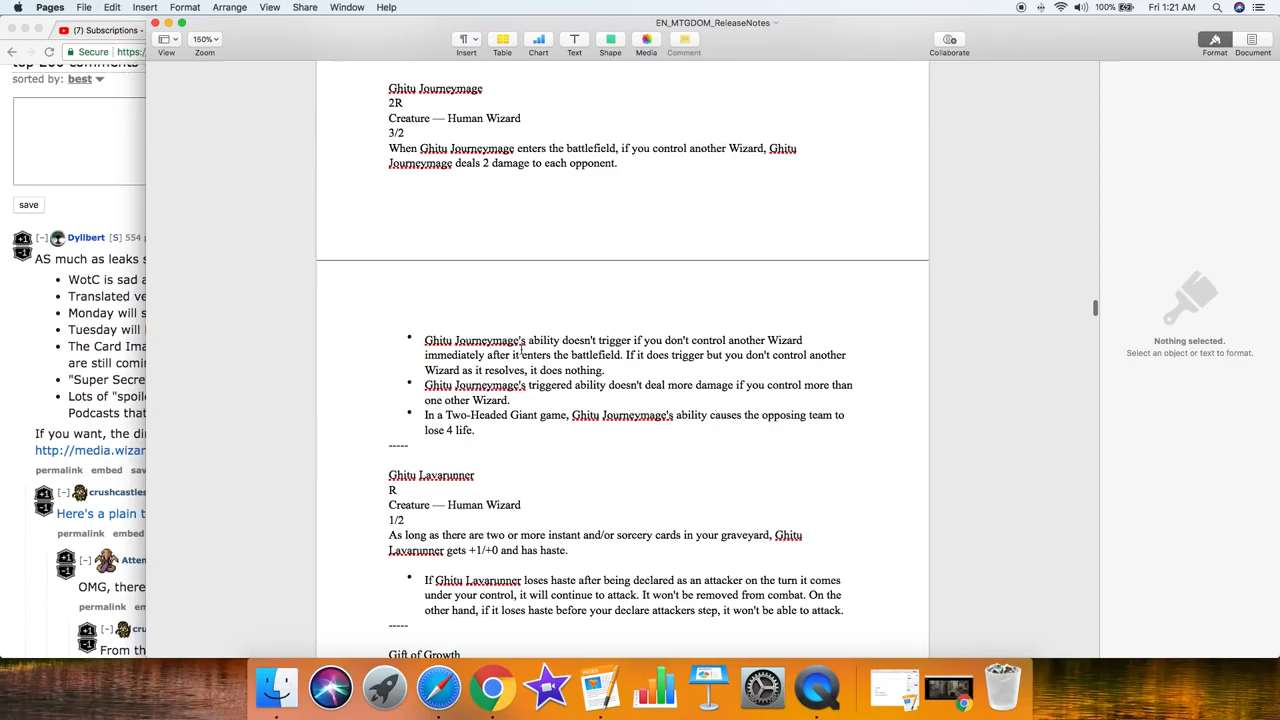 Pages File Edit Insert Format Arrange View Share Window Help
100% Fri 1:21 AM
(7) Subscriptions -
Secure https:/
EN_MTGDOM_ReleaseNotes
150%
View Zoom Insert Table Chart Text Shape Media Comment Collaborate Format Document
sorted by: best
save
[-] Dyllbert [S] 554
AS much as leaks s
• WotC is sad a
• Translated ve
• Monday will s
• Tuesday will
• The Card Ima
are still comin
• "Super Secre
• Lots of "spoile
Podcasts that
If you want, the di
http://media.wizar
permalink embed sav
[-] crushcastles
Here's a plain t
permalink embed
[-] Atten
OMG, there
permalink em
[-] cru
From th
Ghitu Journeymage
2R
Creature — Human Wizard
3/2
When Ghitu Journeymage enters the battlefield, if you control another Wizard, Ghitu
Journeymage deals 2 damage to each opponent.
• Ghitu Journeymage's ability doesn't trigger if you don't control another Wizard
immediately after it enters the battlefield. If it does trigger but you don't control another
Wizard as it resolves, it does nothing.
• Ghitu Journeymage's triggered ability doesn't deal more damage if you control more than
one other Wizard.
• In a Two-Headed Giant game, Ghitu Journeymage's ability causes the opposing team to
lose 4 life.
-----
Ghitu Lavarunner
R
Creature — Human Wizard
1/2
As long as there are two or more instant and/or sorcery cards in your graveyard, Ghitu
Lavarunner gets +1/+0 and has haste.
• If Ghitu Lavarunner loses haste after being declared as an attacker on the turn it comes
under your control, it will continue to attack. It won't be removed from combat. On the
other hand, if it loses haste before your declare attackers step, it won't be able to attack.
-----
Gift of Growth
Nothing selected.
Select an object or text to format.